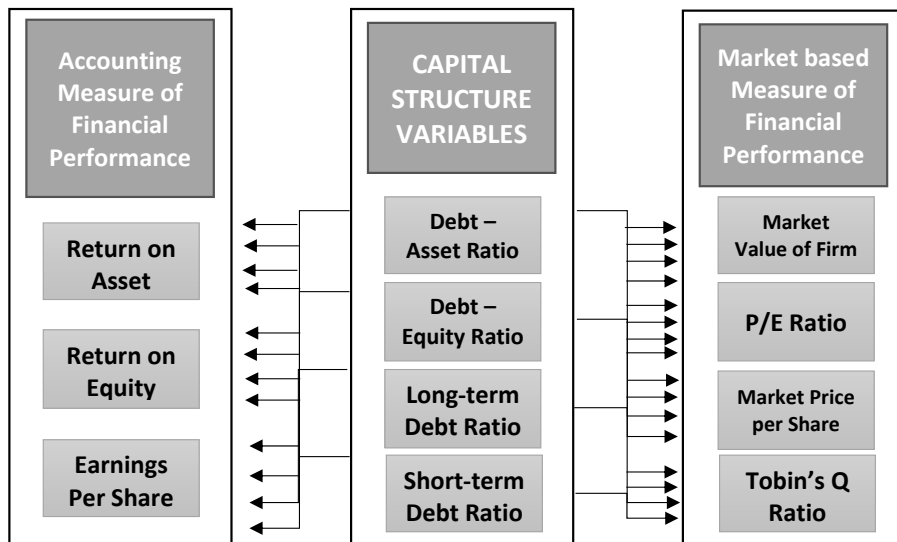 Accounting
Measure of
Financial
Performance
Return on
Asset
Return on
Equity
Earnings
Per Share
CAPITAL
STRUCTURE
VARIABLES
Debt –
Asset Ratio
Debt –
Equity Ratio
Long-term
Debt Ratio
Short-term
Debt Ratio
Market based
Measure of
Financial
Performance
Market
Value of Firm
P/E Ratio
Market Price
per Share
Tobin’s Q
Ratio